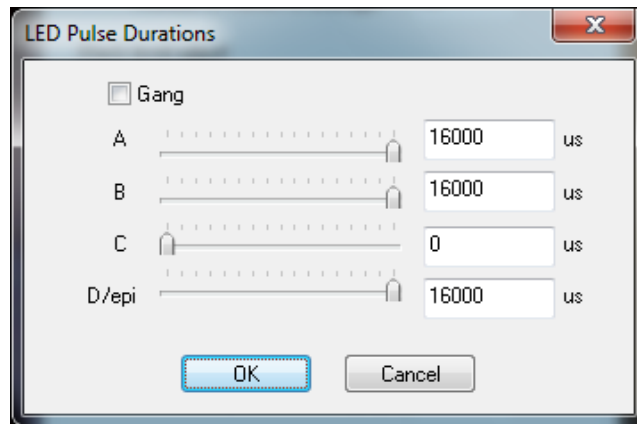 LED Pulse Durations
Gang
A 16000 us
B 16000 us
C 0 us
D/epi 16000 us
OK Cancel